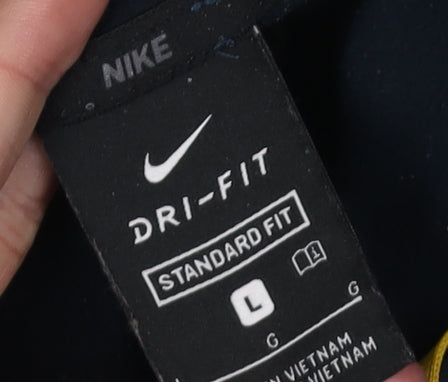 NIKE
DRI-FIT
STANDARD FIT
L
G G
VIETNAM
VIETNAM